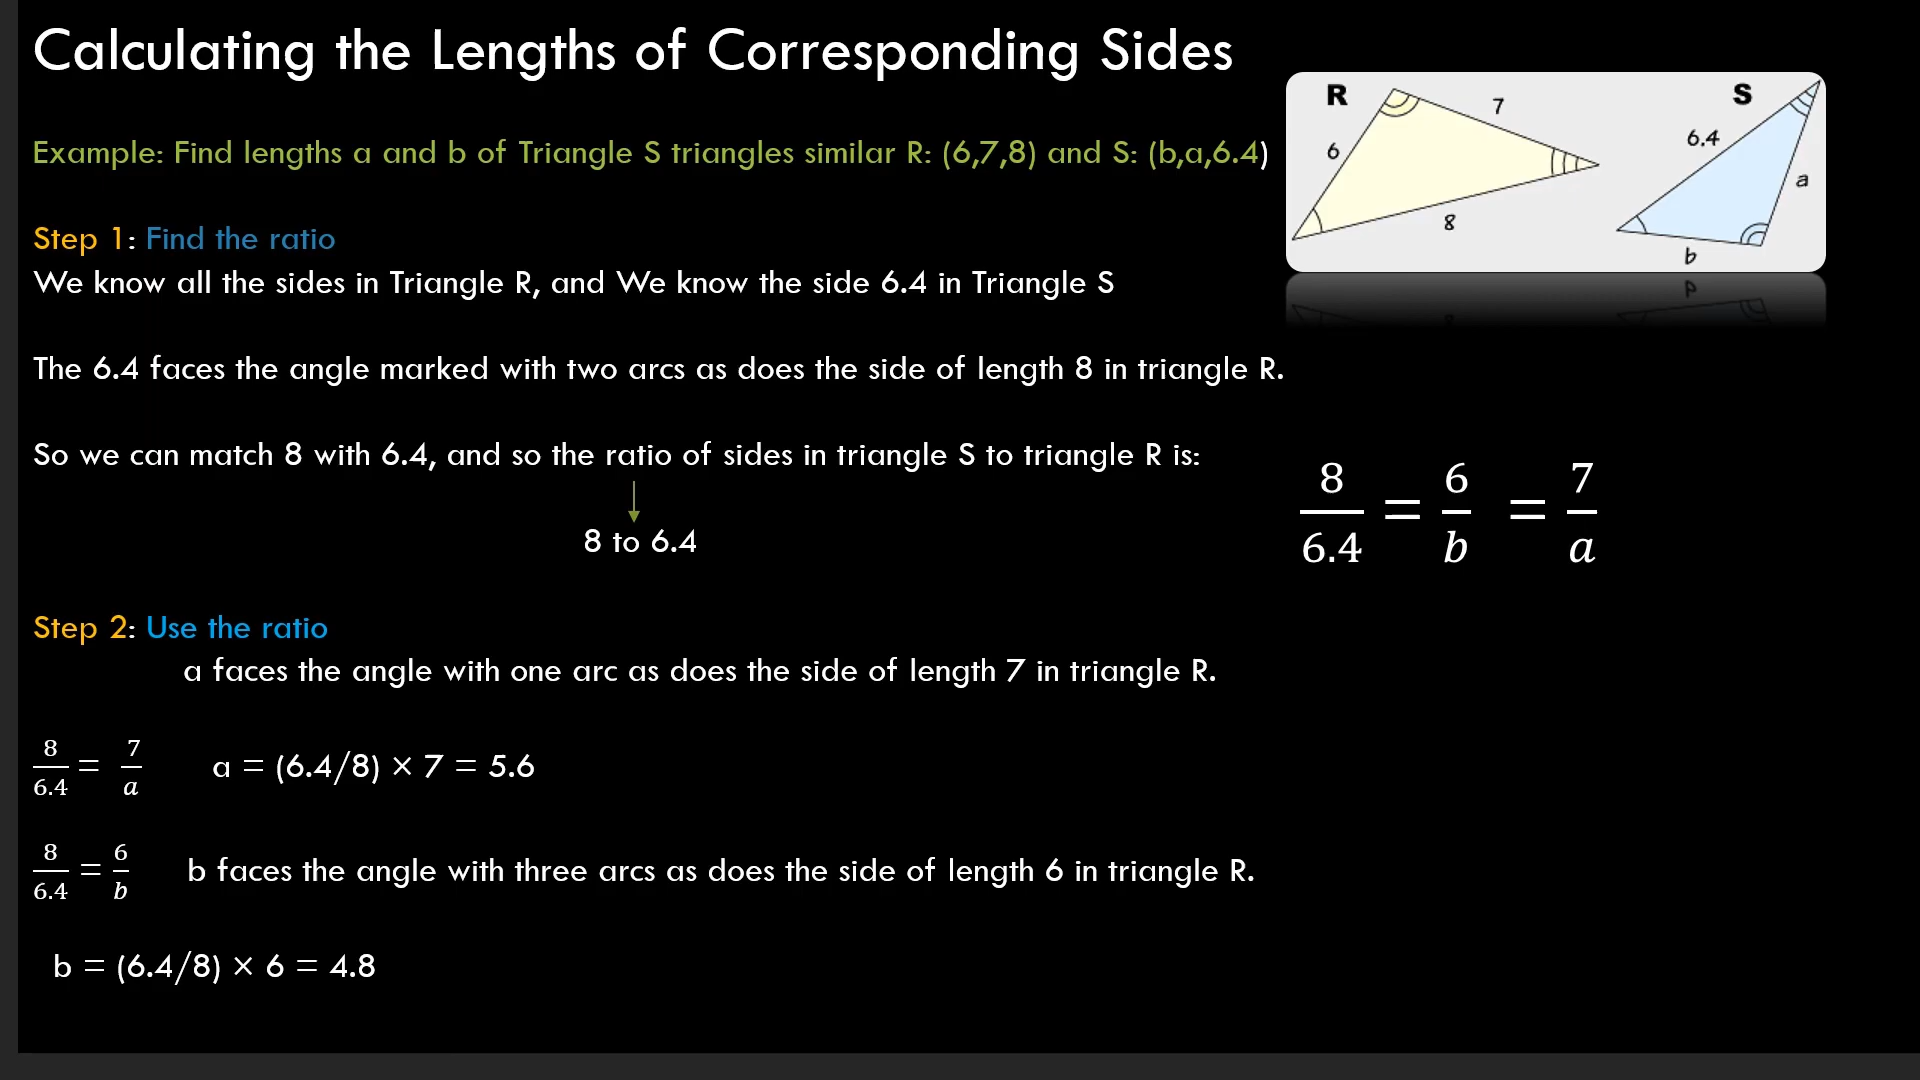 Calculating the Lengths of Corresponding Sides
Example: Find lengths a and b of Triangle S triangles similar R: (6,7,8) and S: (b,a,6.4)
R
7
6
8
S
6.4
a
b
Step 1: Find the ratio
We know all the sides in Triangle R, and We know the side 6.4 in Triangle S
The 6.4 faces the angle marked with two arcs as does the side of length 8 in triangle R.
So we can match 8 with 6.4, and so the ratio of sides in triangle S to triangle R is:
8 to 6.4
8/6.4 = 6/b = 7/a
Step 2: Use the ratio
a faces the angle with one arc as does the side of length 7 in triangle R.
8/6.4 = 7/a a = (6.4/8) × 7 = 5.6
8/6.4 = 6/b b faces the angle with three arcs as does the side of length 6 in triangle R.
b = (6.4/8) × 6 = 4.8